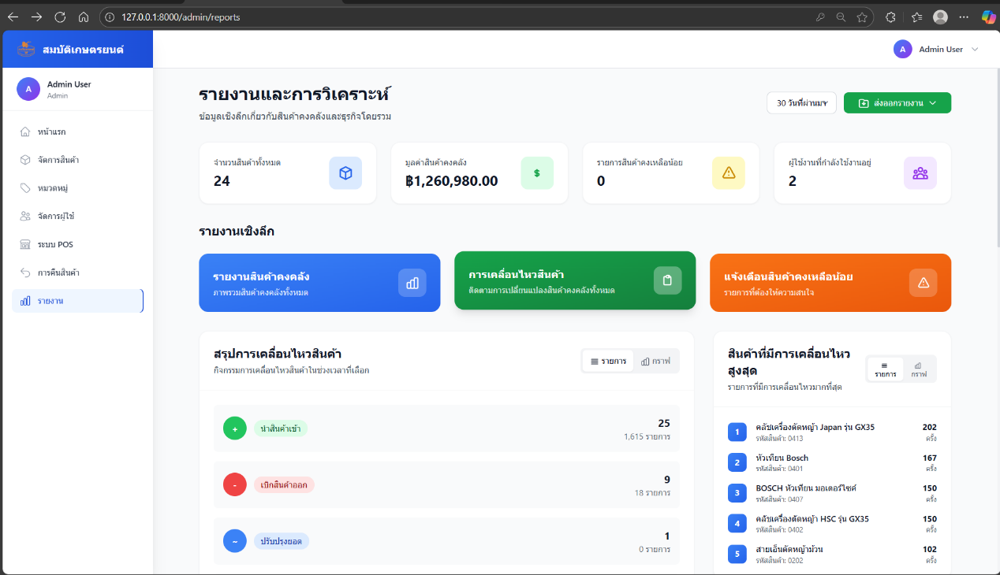 127.0.0.1:8000/admin/reports
สมบัติเกษตรยนต์
A Admin User
A Admin User
Admin
หน้าแรก
จัดการสินค้า
หมวดหมู่
จัดการผู้ใช้
ระบบ POS
การคืนสินค้า
รายงาน
รายงานและการวิเคราะห์
ข้อมูลเชิงลึกเกี่ยวกับสินค้าคงคลังและธุรกิจโดยรวม
30 วันที่ผ่านมา
ส่งออกรายงาน
จำนวนสินค้าทั้งหมด
24
มูลค่าสินค้าคงคลัง
฿1,260,980.00
$
รายการสินค้าคงเหลือน้อย
0
ผู้ใช้งานที่กำลังใช้งานอยู่
2
รายงานเชิงลึก
รายงานสินค้าคงคลัง
ภาพรวมสินค้าคงคลังทั้งหมด
การเคลื่อนไหวสินค้า
ติดตามการเปลี่ยนแปลงสินค้าคงคลังทั้งหมด
แจ้งเตือนสินค้าคงเหลือน้อย
รายการที่ต้องให้ความสนใจ
สรุปการเคลื่อนไหวสินค้า
กิจกรรมการเคลื่อนไหวสินค้าในช่วงเวลาที่เลือก
รายการ กราฟ
+ นำสินค้าเข้า 25
1,615 รายการ
- เบิกสินค้าออก 9
18 รายการ
~ ปรับปรุงยอด 1
0 รายการ
สินค้าที่มีการเคลื่อนไหว
สูงสุด
รายการที่มีการเคลื่อนไหวมากที่สุด
รายการ กราฟ
1 คลัชเครื่องตัดหญ้า Japan รุ่น GX35 202
รหัสสินค้า: 0413 ครั้ง
2 หัวเทียน Bosch 167
รหัสสินค้า: 0401 ครั้ง
3 BOSCH หัวเทียน มอเตอร์ไซค์ 150
รหัสสินค้า: 0407 ครั้ง
4 คลัชเครื่องตัดหญ้า HSC รุ่น GX35 150
รหัสสินค้า: 0402 ครั้ง
5 สายเอ็นตัดหญ้าม้วน 102
รหัสสินค้า: 0202 ครั้ง